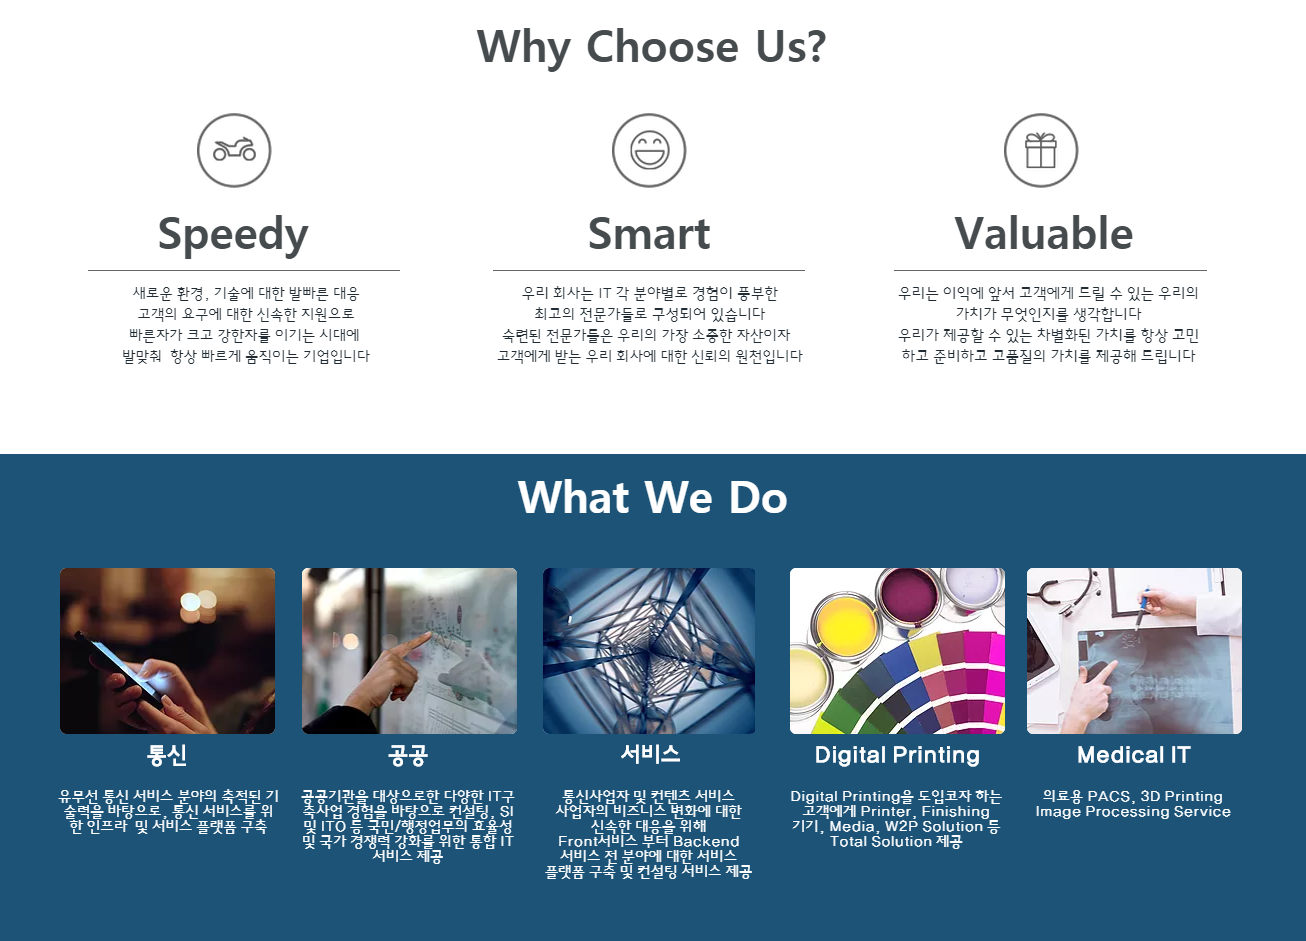 Why Choose Us?
Speedy
새로운 환경, 기술에 대한 발빠른 대응
고객의 요구에 대한 신속한 지원으로
빠른자가 크고 강한자를 이기는 시대에
발맞춰 항상 빠르게 움직이는 기업입니다
Smart
우리 회사는 IT 각 분야별로 경험이 풍부한
최고의 전문가들로 구성되어 있습니다
숙련된 전문가들은 우리의 가장 소중한 자산이자
고객에게 받는 우리 회사에 대한 신뢰의 원천입니다
Valuable
우리는 이익에 앞서 고객에게 드릴 수 있는 우리의
가치가 무엇인지를 생각합니다
우리가 제공할 수 있는 차별화된 가치를 항상 고민
하고 준비하고 고품질의 가치를 제공해 드립니다
What We Do
통신
유무선 통신 서비스 분야의 축적된 기
술력을 바탕으로, 통신 서비스를 위
한 인프라 및 서비스 플랫폼 구축
공공
공공기관을 대상으로한 다양한 IT구
축사업 경험을 바탕으로 컨설팅, SI
및 ITO 등 국민/행정업무의 효율성
및 국가 경쟁력 강화를 위한 통합 IT
서비스 제공
서비스
통신사업자 및 컨텐츠 서비스
사업자의 비즈니스 변화에 대한
신속한 대응을 위해
Front서비스 부터 Backend
서비스 전 분야에 대한 서비스
플랫폼 구축 및 컨설팅 서비스 제공
Digital Printing
Digital Printing을 도입코자 하는
고객에게 Printer, Finishing
기기, Media, W2P Solution 등
Total Solution 제공
Medical IT
의료용 PACS, 3D Printing
Image Processing Service